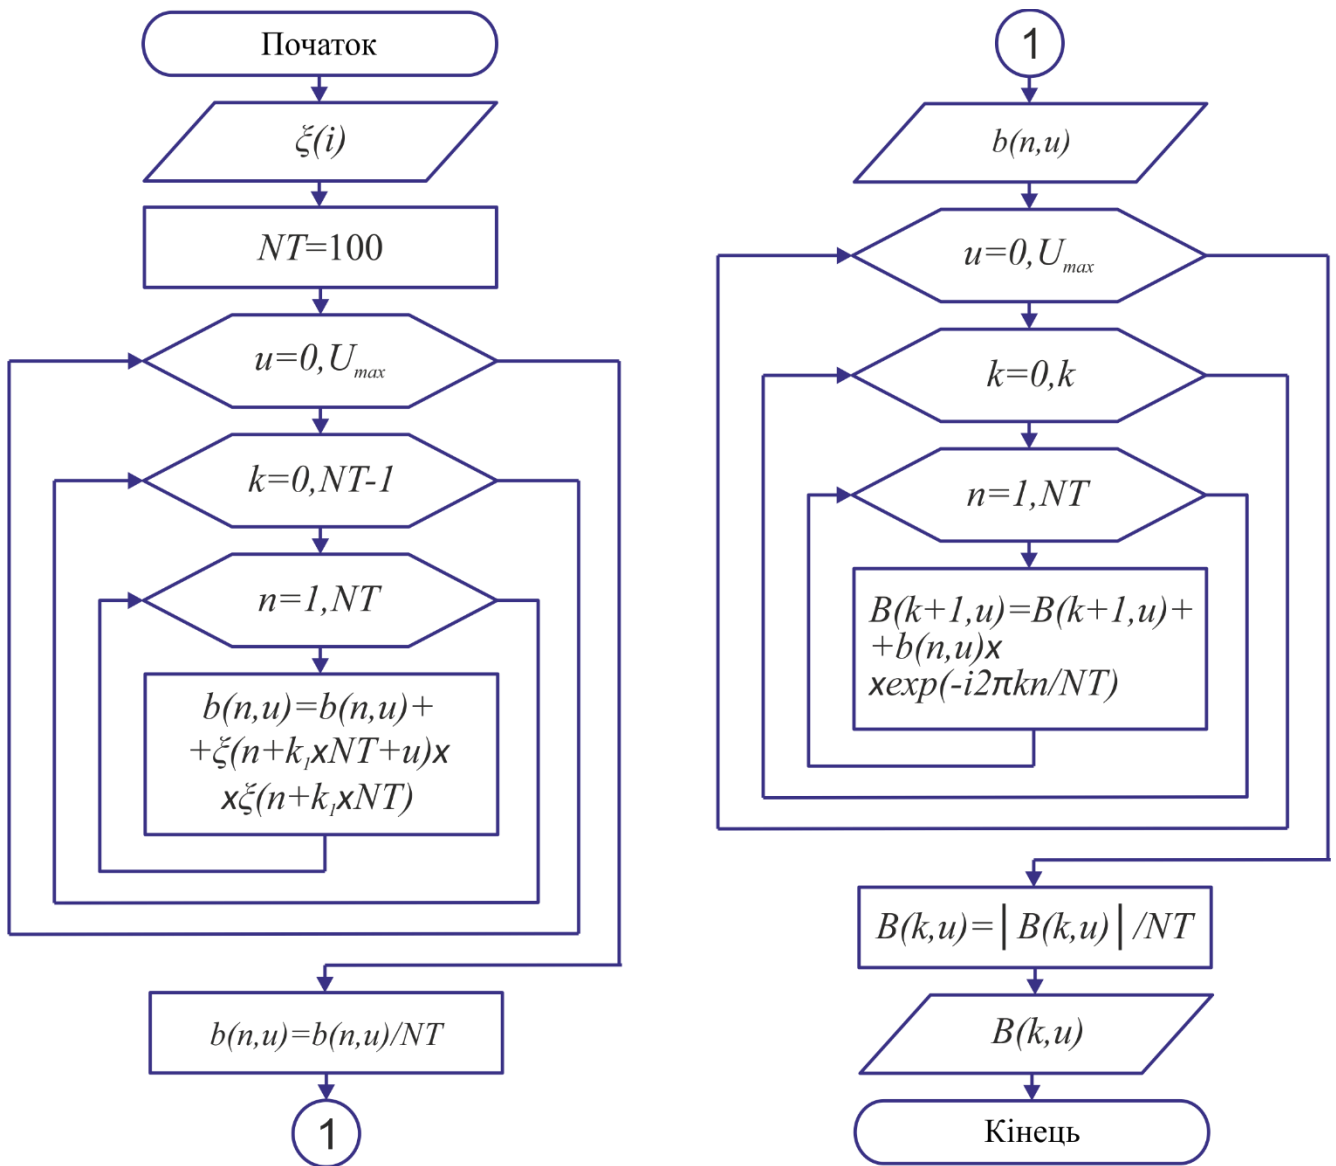 Початок
ξ(i)
NT=100
u=0,Umax
k=0,NT-1
n=1,NT
b(n,u)=b(n,u)+
+ξ(n+k₁xNT+u)x
xξ(n+k₁xNT)
b(n,u)=b(n,u)/NT
1
1
b(n,u)
u=0,Umax
k=0,k
n=1,NT
B(k+1,u)=B(k+1,u)+
+b(n,u)x
xexp(-i2πkn/NT)
B(k,u)=|B(k,u)|/NT
B(k,u)
Кінець